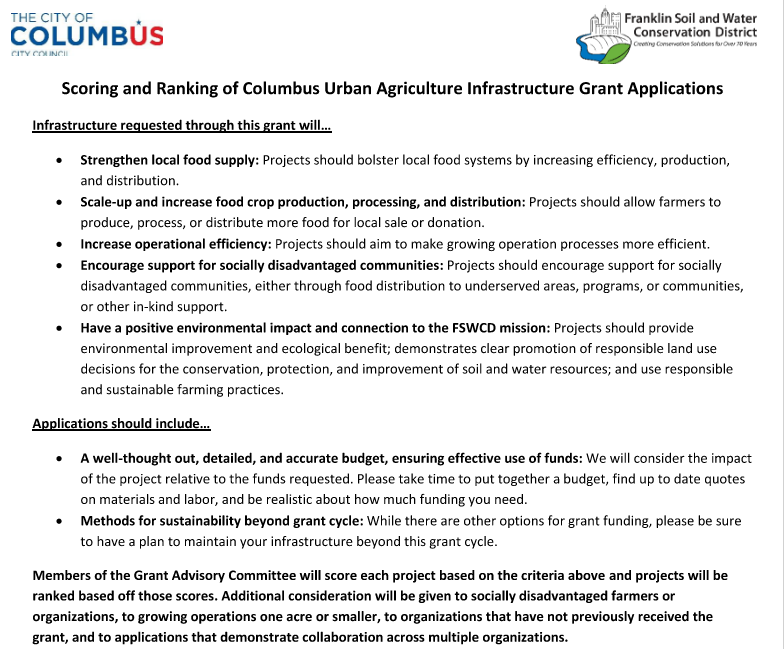 THE CITY OF
COLUMBUS
CITY COUNCIL
Franklin Soil and Water
Conservation District
Creating Conservation Solutions for Over 70 Years
Scoring and Ranking of Columbus Urban Agriculture Infrastructure Grant Applications
Infrastructure requested through this grant will…
• Strengthen local food supply: Projects should bolster local food systems by increasing efficiency, production,
and distribution.
• Scale-up and increase food crop production, processing, and distribution: Projects should allow farmers to
produce, process, or distribute more food for local sale or donation.
• Increase operational efficiency: Projects should aim to make growing operation processes more efficient.
• Encourage support for socially disadvantaged communities: Projects should encourage support for socially
disadvantaged communities, either through food distribution to underserved areas, programs, or communities,
or other in-kind support.
• Have a positive environmental impact and connection to the FSWCD mission: Projects should provide
environmental improvement and ecological benefit; demonstrates clear promotion of responsible land use
decisions for the conservation, protection, and improvement of soil and water resources; and use responsible
and sustainable farming practices.
Applications should include…
• A well-thought out, detailed, and accurate budget, ensuring effective use of funds: We will consider the impact
of the project relative to the funds requested. Please take time to put together a budget, find up to date quotes
on materials and labor, and be realistic about how much funding you need.
• Methods for sustainability beyond grant cycle: While there are other options for grant funding, please be sure
to have a plan to maintain your infrastructure beyond this grant cycle.
Members of the Grant Advisory Committee will score each project based on the criteria above and projects will be
ranked based off those scores. Additional consideration will be given to socially disadvantaged farmers or
organizations, to growing operations one acre or smaller, to organizations that have not previously received the
grant, and to applications that demonstrate collaboration across multiple organizations.